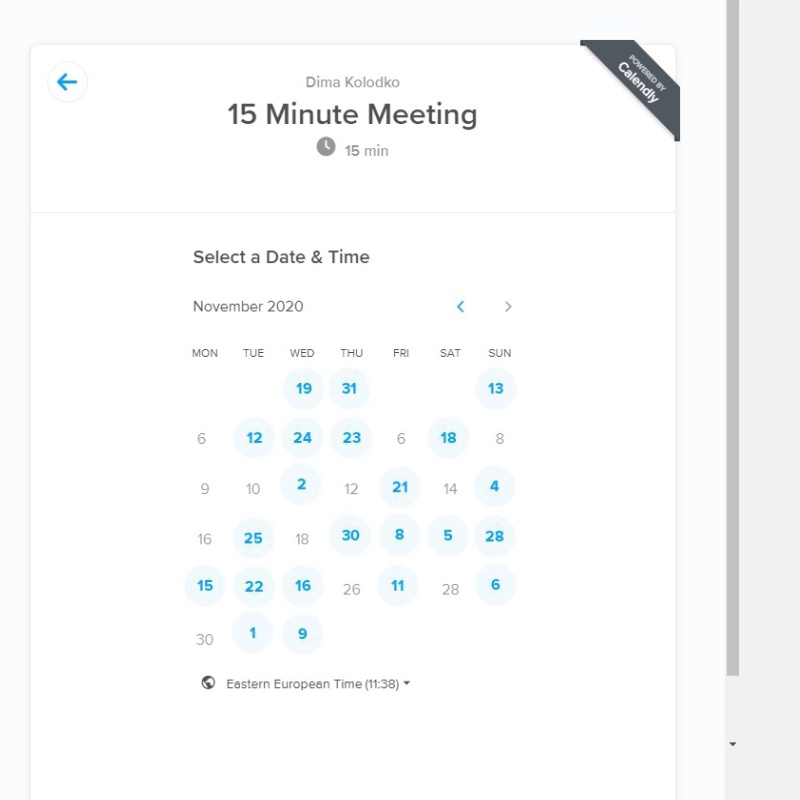 POWERED BY
Calendly
Dima Kolodko
15 Minute Meeting
15 min
Select a Date & Time
November 2020
MON TUE WED THU FRI SAT SUN
19 31 13
6 12 24 23 6 18 8
9 10 2 12 21 14 4
16 25 18 30 8 5 28
15 22 16 26 11 28 6
30 1 9
Eastern European Time (11:38)